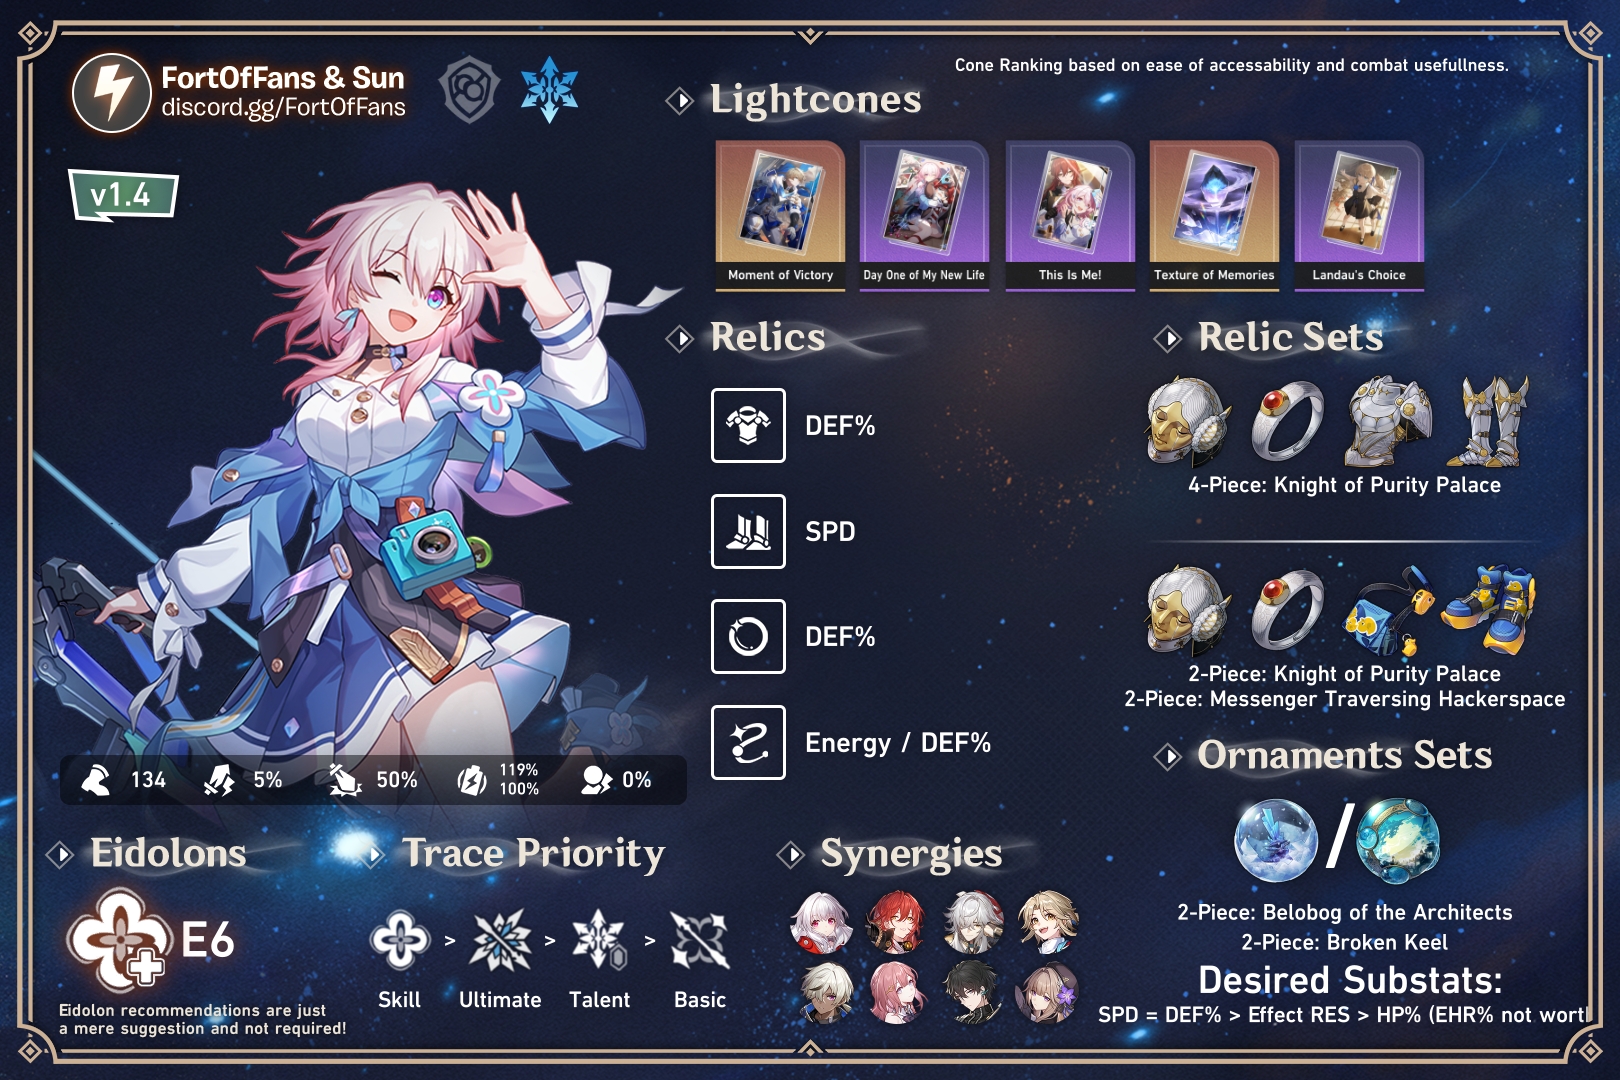 FortOfFans & Sun
discord.gg/FortOfFans
v1.4
Cone Ranking based on ease of accessability and combat usefullness.
Lightcones
Moment of Victory
Day One of My New Life
This Is Me!
Texture of Memories
Landau's Choice
Relics
DEF%
SPD
DEF%
Energy / DEF%
Relic Sets
4-Piece: Knight of Purity Palace
2-Piece: Knight of Purity Palace
2-Piece: Messenger Traversing Hackerspace
Ornaments Sets
2-Piece: Belobog of the Architects
2-Piece: Broken Keel
Desired Substats:
SPD = DEF% > Effect RES > HP% (EHR% not wort
134
5%
50%
119%
100%
0%
Eidolons
E6
Eidolon recommendations are just
a mere suggestion and not required!
Trace Priority
Skill > Ultimate > Talent > Basic
Synergies